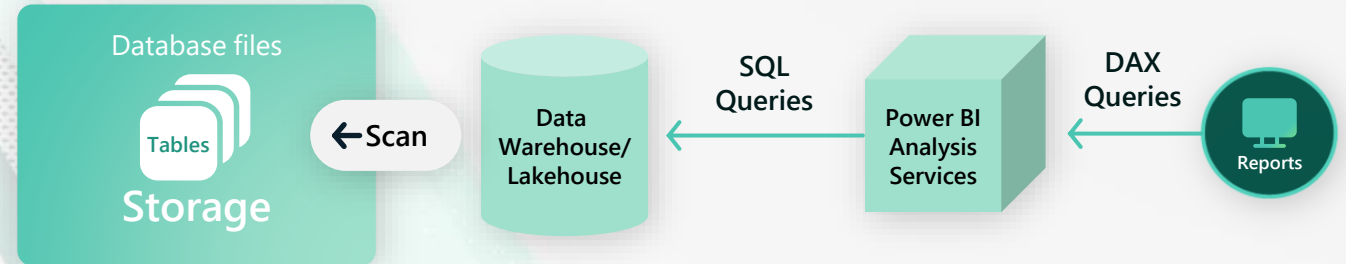 Database files
Tables
Storage
Scan
Data
Warehouse/
Lakehouse
SQL
Queries
Power BI
Analysis
Services
DAX
Queries
Reports